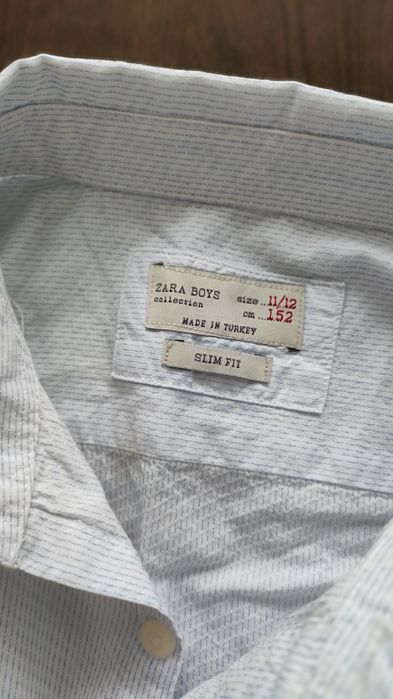 ZARA BOYS size...11/12
collection cm...152
MADE IN TURKEY
SLIM FIT